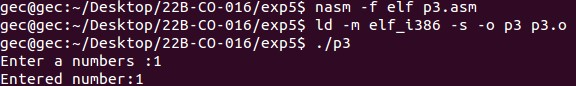 gec@gec:~/Desktop/22B-CO-016/exp5$ nasm -f elf p3.asm
gec@gec:~/Desktop/22B-CO-016/exp5$ ld -m elf_i386 -s -o p3 p3.o
gec@gec:~/Desktop/22B-CO-016/exp5$ ./p3
Enter a numbers :1
Entered number:1